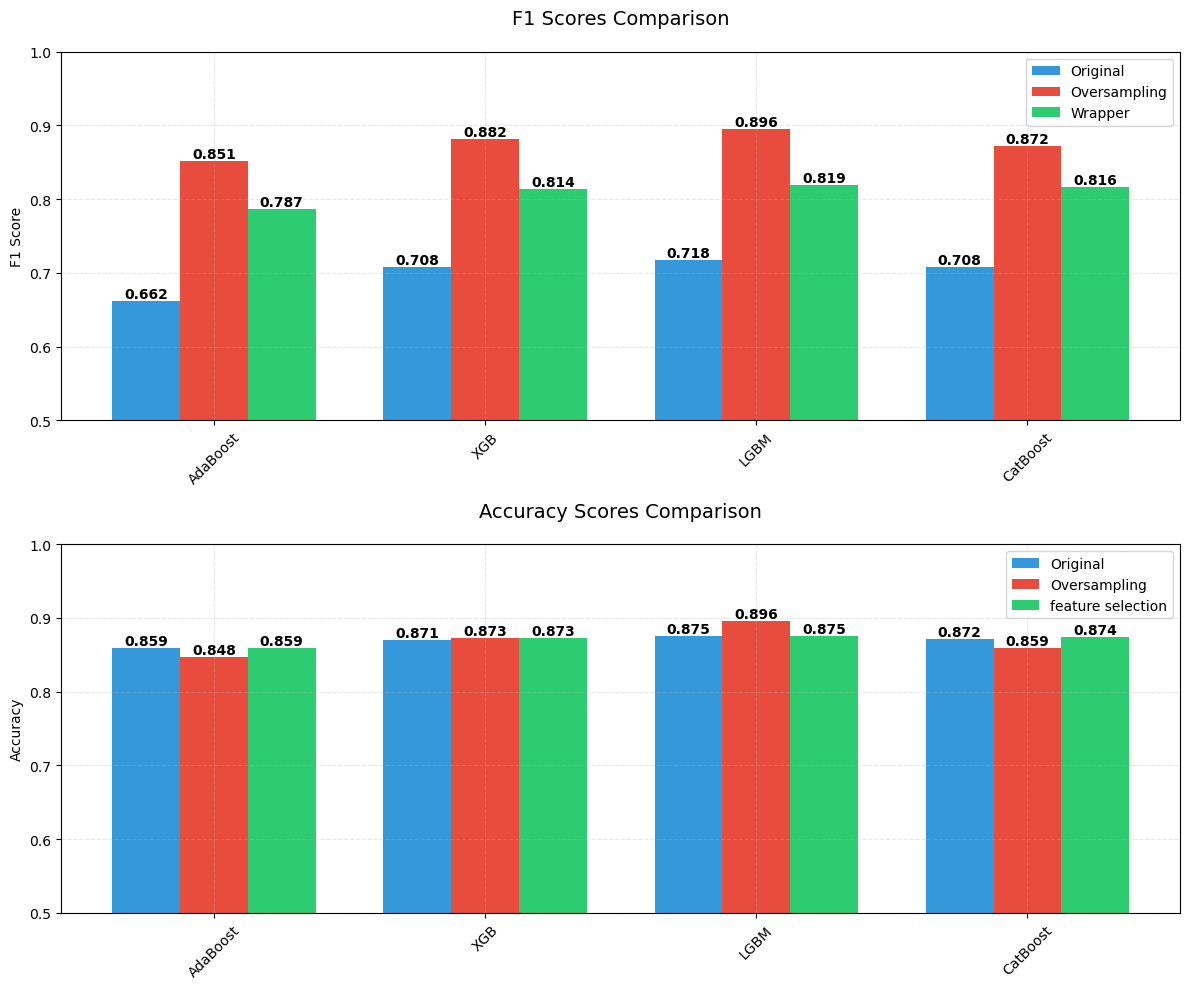 F1 Scores Comparison
1.0
0.9
0.8
0.7
0.6
0.5
F1 Score
Original
Oversampling
Wrapper
0.662
0.851
0.787
0.708
0.882
0.814
0.718
0.896
0.819
0.708
0.872
0.816
AdaBoost
XGB
LGBM
CatBoost
Accuracy Scores Comparison
1.0
0.9
0.8
0.7
0.6
0.5
Accuracy
Original
Oversampling
feature selection
0.859
0.848
0.859
0.871
0.873
0.873
0.875
0.896
0.875
0.872
0.859
0.874
AdaBoost
XGB
LGBM
CatBoost